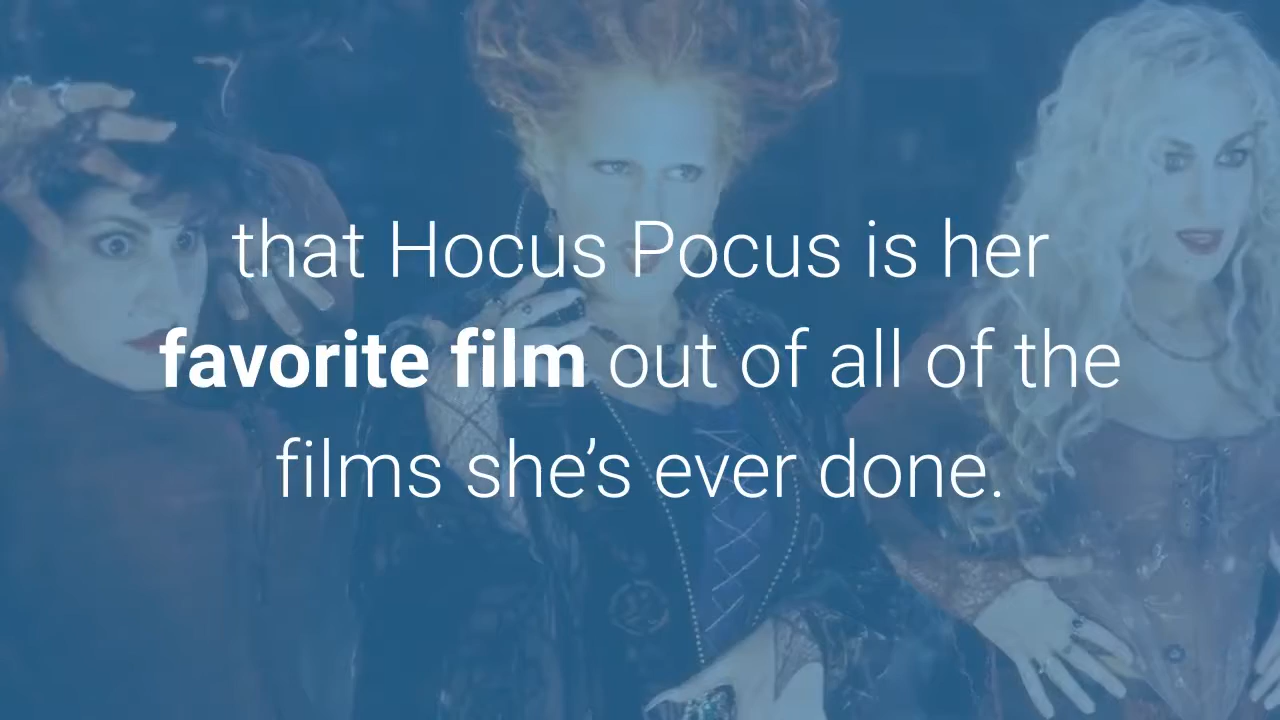 that Hocus Pocus is her
favorite film out of all of the
films she’s ever done.